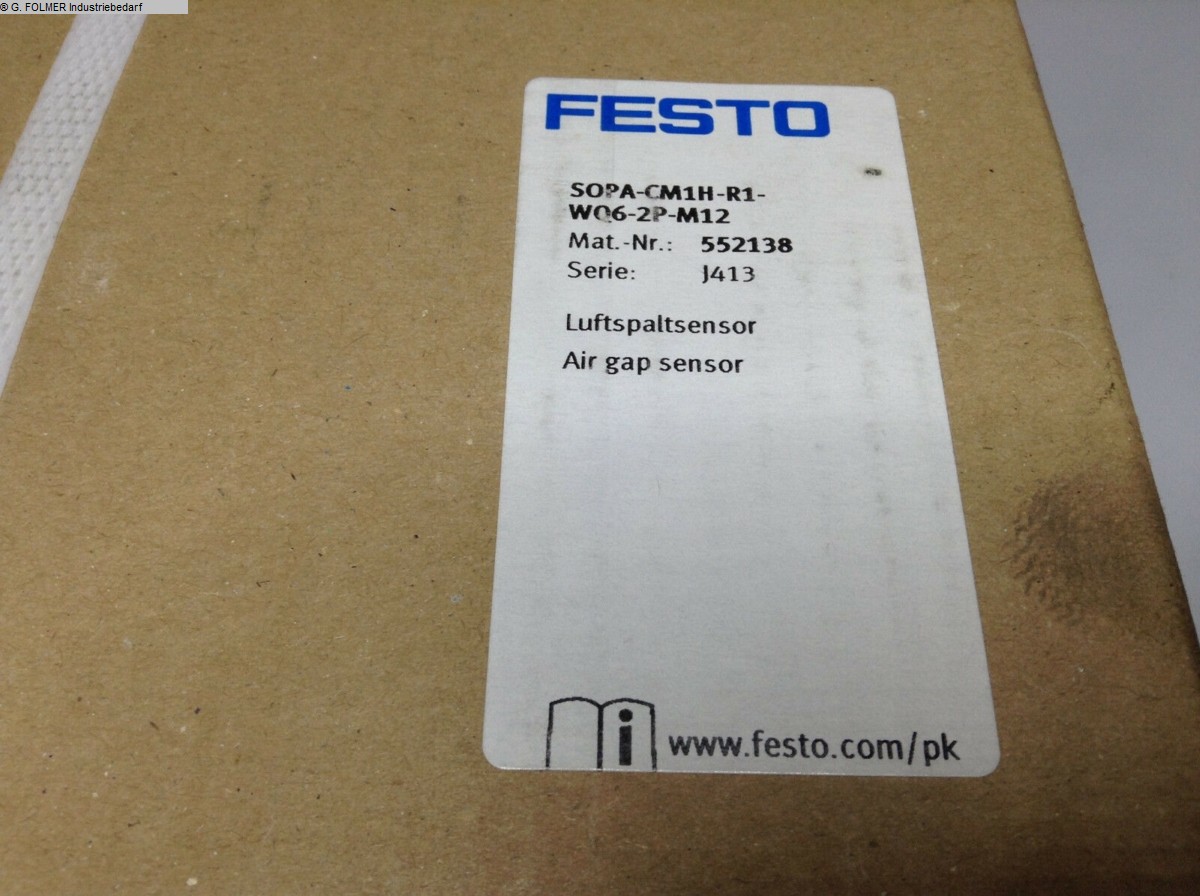 ® G. FOLMER Industriebedarf
FESTO
SOPA-CM1H-R1-
WQ6-2P-M12
Mat.-Nr.: 552138
Serie: J413
Luftspaltsensor
Air gap sensor
i www.festo.com/pk